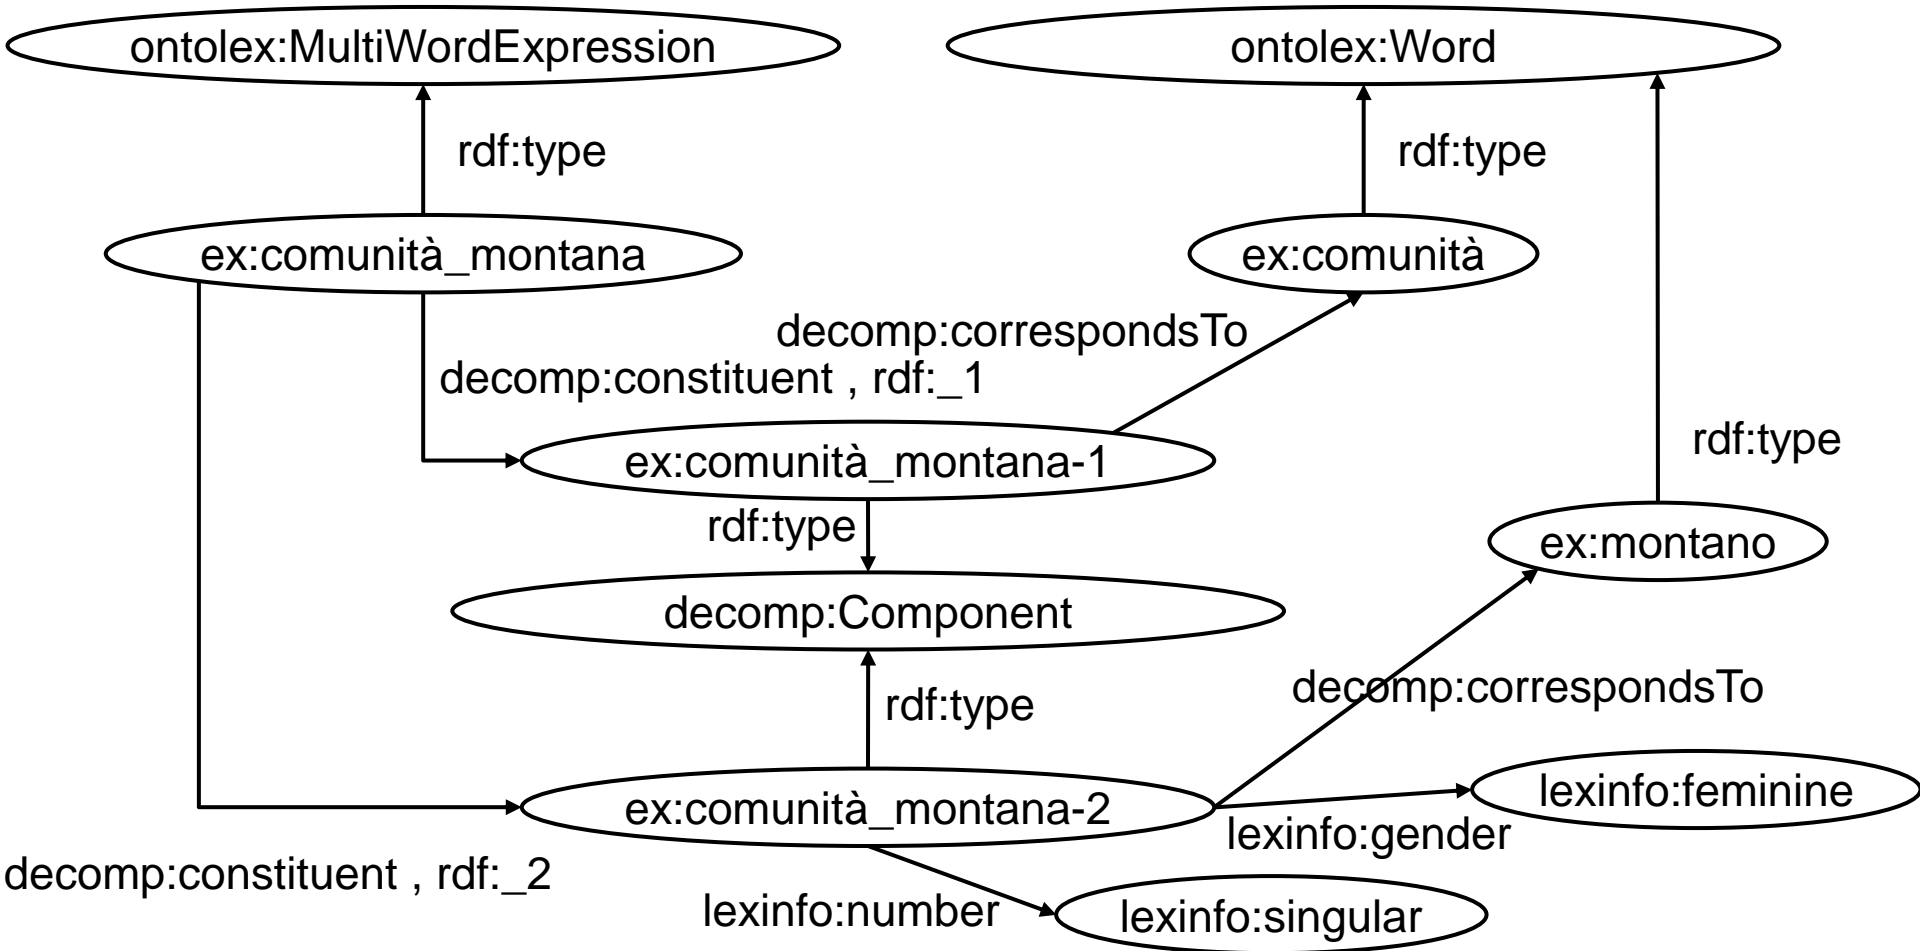 ontolex:MultiWordExpression
ontolex:Word
rdf:type
rdf:type
ex:comunità_montana
ex:comunità
decomp:correspondsTo
decomp:constituent , rdf:_1
rdf:type
ex:comunità_montana-1
rdf:type
ex:montano
decomp:Component
decomp:correspondsTo
rdf:type
lexinfo:feminine
ex:comunità_montana-2
lexinfo:gender
decomp:constituent , rdf:_2
lexinfo:number
lexinfo:singular